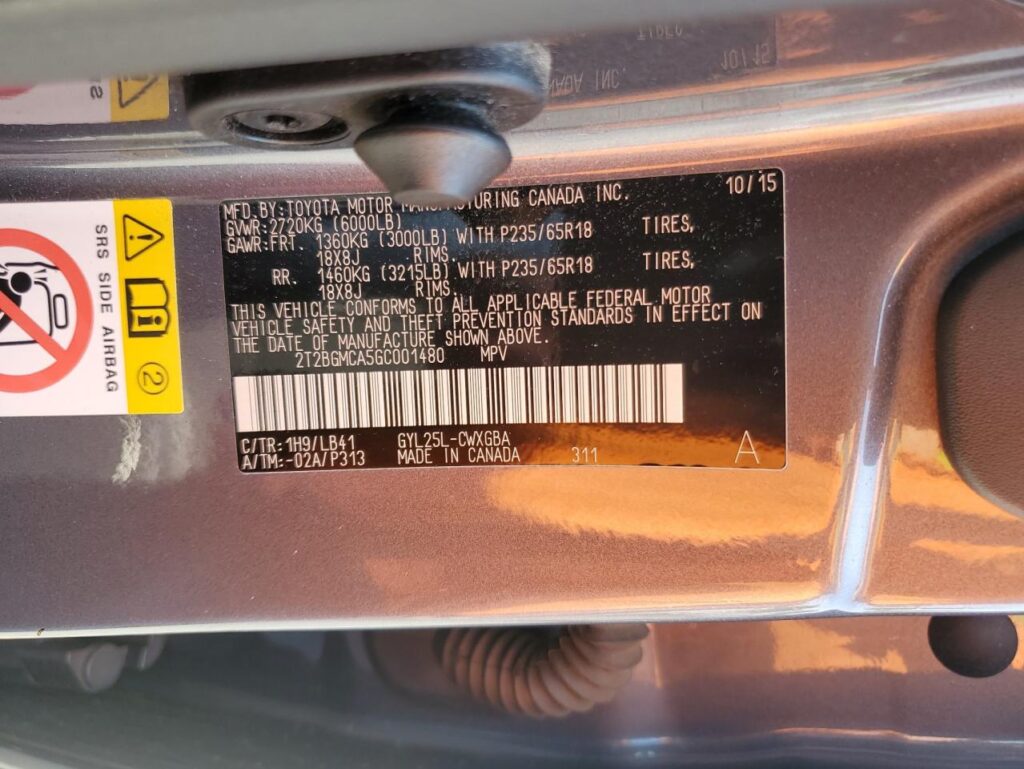 MFD.BY:TOYOTA MOTOR MANUFACTURING CANADA INC. 10/15
GVWR:2720KG (6000LB)
GAWR:FRT. 1360KG (3000LB) WITH P235/65R18 TIRES,
18X8J RIMS.
RR. 1460KG (3215LB) WITH P235/65R18 TIRES,
18X8J RIMS.
THIS VEHICLE CONFORMS TO ALL APPLICABLE FEDERAL MOTOR
VEHICLE SAFETY AND THEFT PREVENTION STANDARDS IN EFFECT ON
THE DATE OF MANUFACTURE SHOWN ABOVE.
2T2BGMCA5GC001480 MPV
C/TR:1H9/LB41 GYL25L-CWXGBA
A/TM:-02A/P313 MADE IN CANADA 311 A
SRS SIDE AIRBAG
2